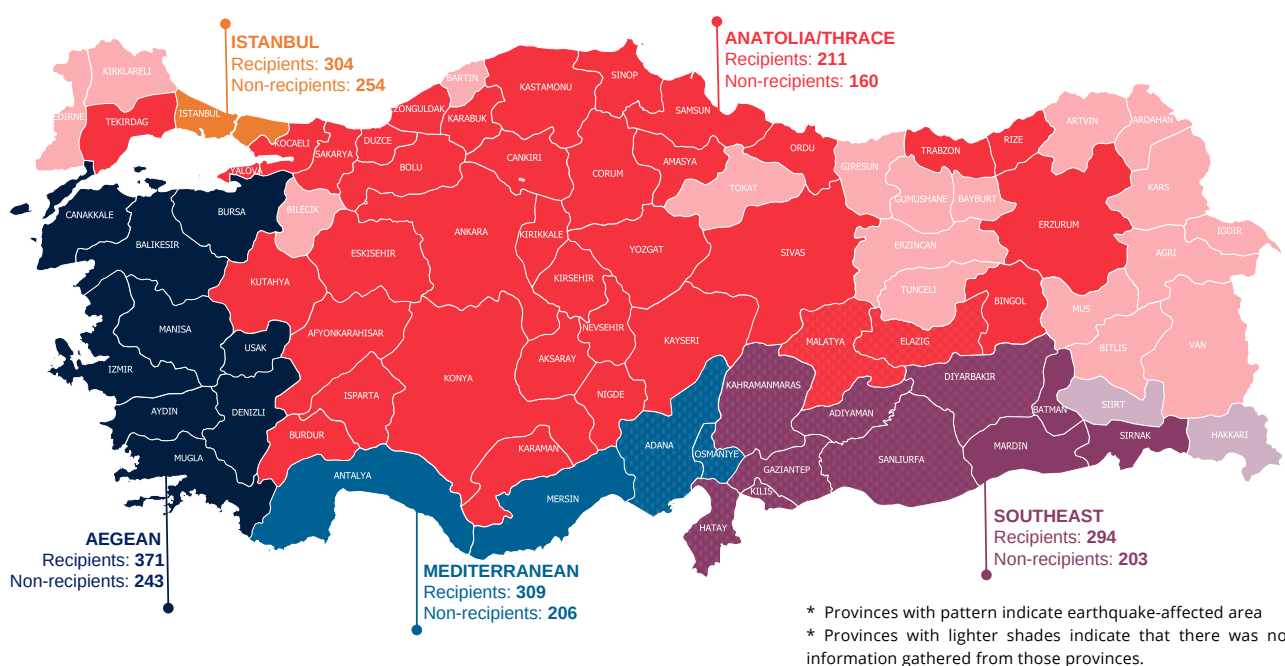 ISTANBUL
Recipients: 304
Non-recipients: 254
ANATOLIA/THRACE
Recipients: 211
Non-recipients: 160
KIRKLARELI
EDIRNE
TEKIRDAG
ISTANBUL
KOCAELI
YALOVA
SAKARYA
DUZCE
ZONGULDAK
BARTIN
KARABUK
KASTAMONU
SINOP
SAMSUN
BOLU
CANKIRI
CORUM
AMASYA
ORDU
TOKAT
GIRESUN
TRABZON
RIZE
ARTVIN
ARDAHAN
GUMUSHANE
BAYBURT
KARS
ERZURUM
IGDIR
AGRI
ERZINCAN
TUNCELI
BINGOL
MUS
BITLIS
VAN
CANAKKALE
BURSA
BILECIK
BALIKESIR
ESKISEHIR
ANKARA
KIRIKKALE
YOZGAT
SIVAS
KUTAHYA
KIRSEHIR
MANISA
USAK
AFYONKARAHISAR
NEVSEHIR
KAYSERI
MALATYA
ELAZIG
IZMIR
AKSARAY
KONYA
NIGDE
ISPARTA
AYDIN
DENIZLI
BURDUR
KARAMAN
MUGLA
ANTALYA
MERSIN
ADANA
OSMANIYE
KAHRAMANMARAS
ADIYAMAN
DIYARBAKIR
BATMAN
SIIRT
SIRNAK
HAKKARI
MARDIN
SANLIURFA
GAZIANTEP
KILIS
HATAY
AEGEAN
Recipients: 371
Non-recipients: 243
MEDITERRANEAN
Recipients: 309
Non-recipients: 206
SOUTHEAST
Recipients: 294
Non-recipients: 203
* Provinces with pattern indicate earthquake-affected area
* Provinces with lighter shades indicate that there was no
information gathered from those provinces.